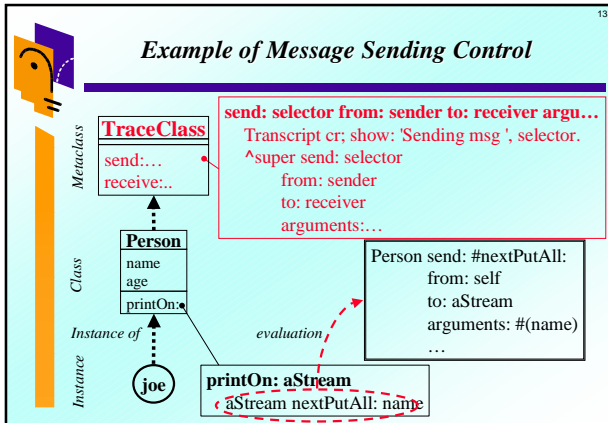 13
Example of Message Sending Control
Metaclass
TraceClass
send:…
receive:..
send: selector from: sender to: receiver argu…
Transcript cr; show: 'Sending msg ', selector.
^super send: selector
from: sender
to: receiver
arguments:…
Class
Person
name
age
printOn:
Person send: #nextPutAll:
from: self
to: aStream
arguments: #(name)
…
Instance of
evaluation
Instance
joe
printOn: aStream
aStream nextPutAll: name